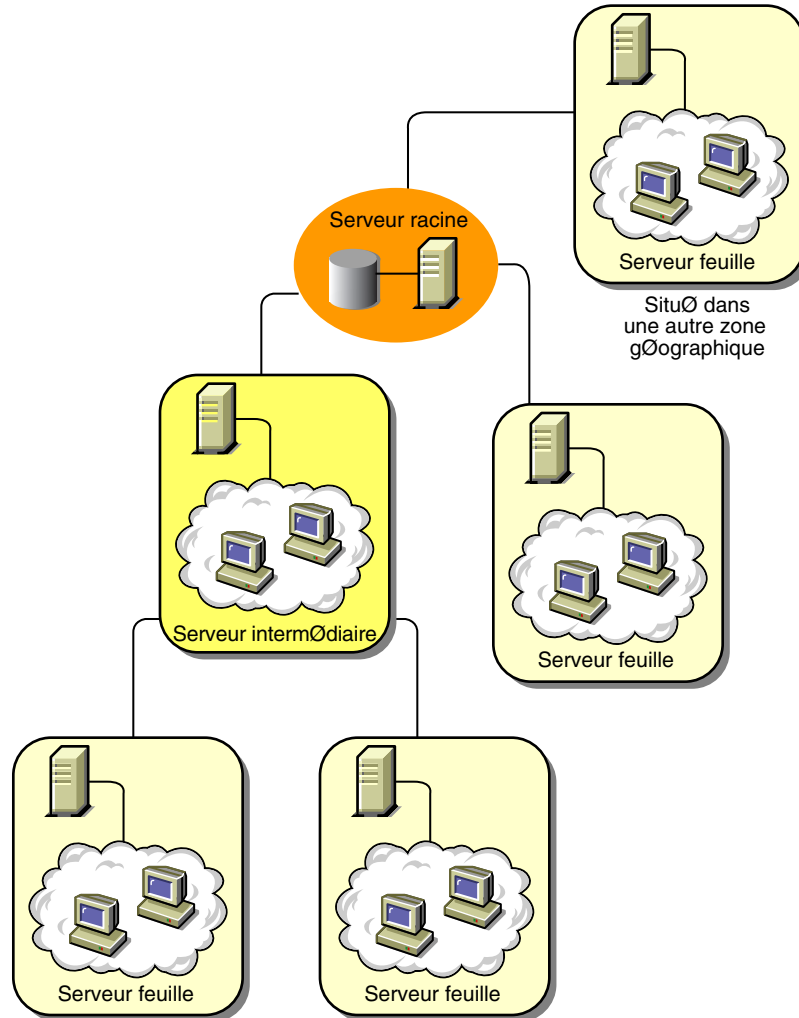 Serveur racine
Serveur feuille
SituØ dans
une autre zone
gØographique
Serveur intermØdiaire
Serveur feuille
Serveur feuille
Serveur feuille